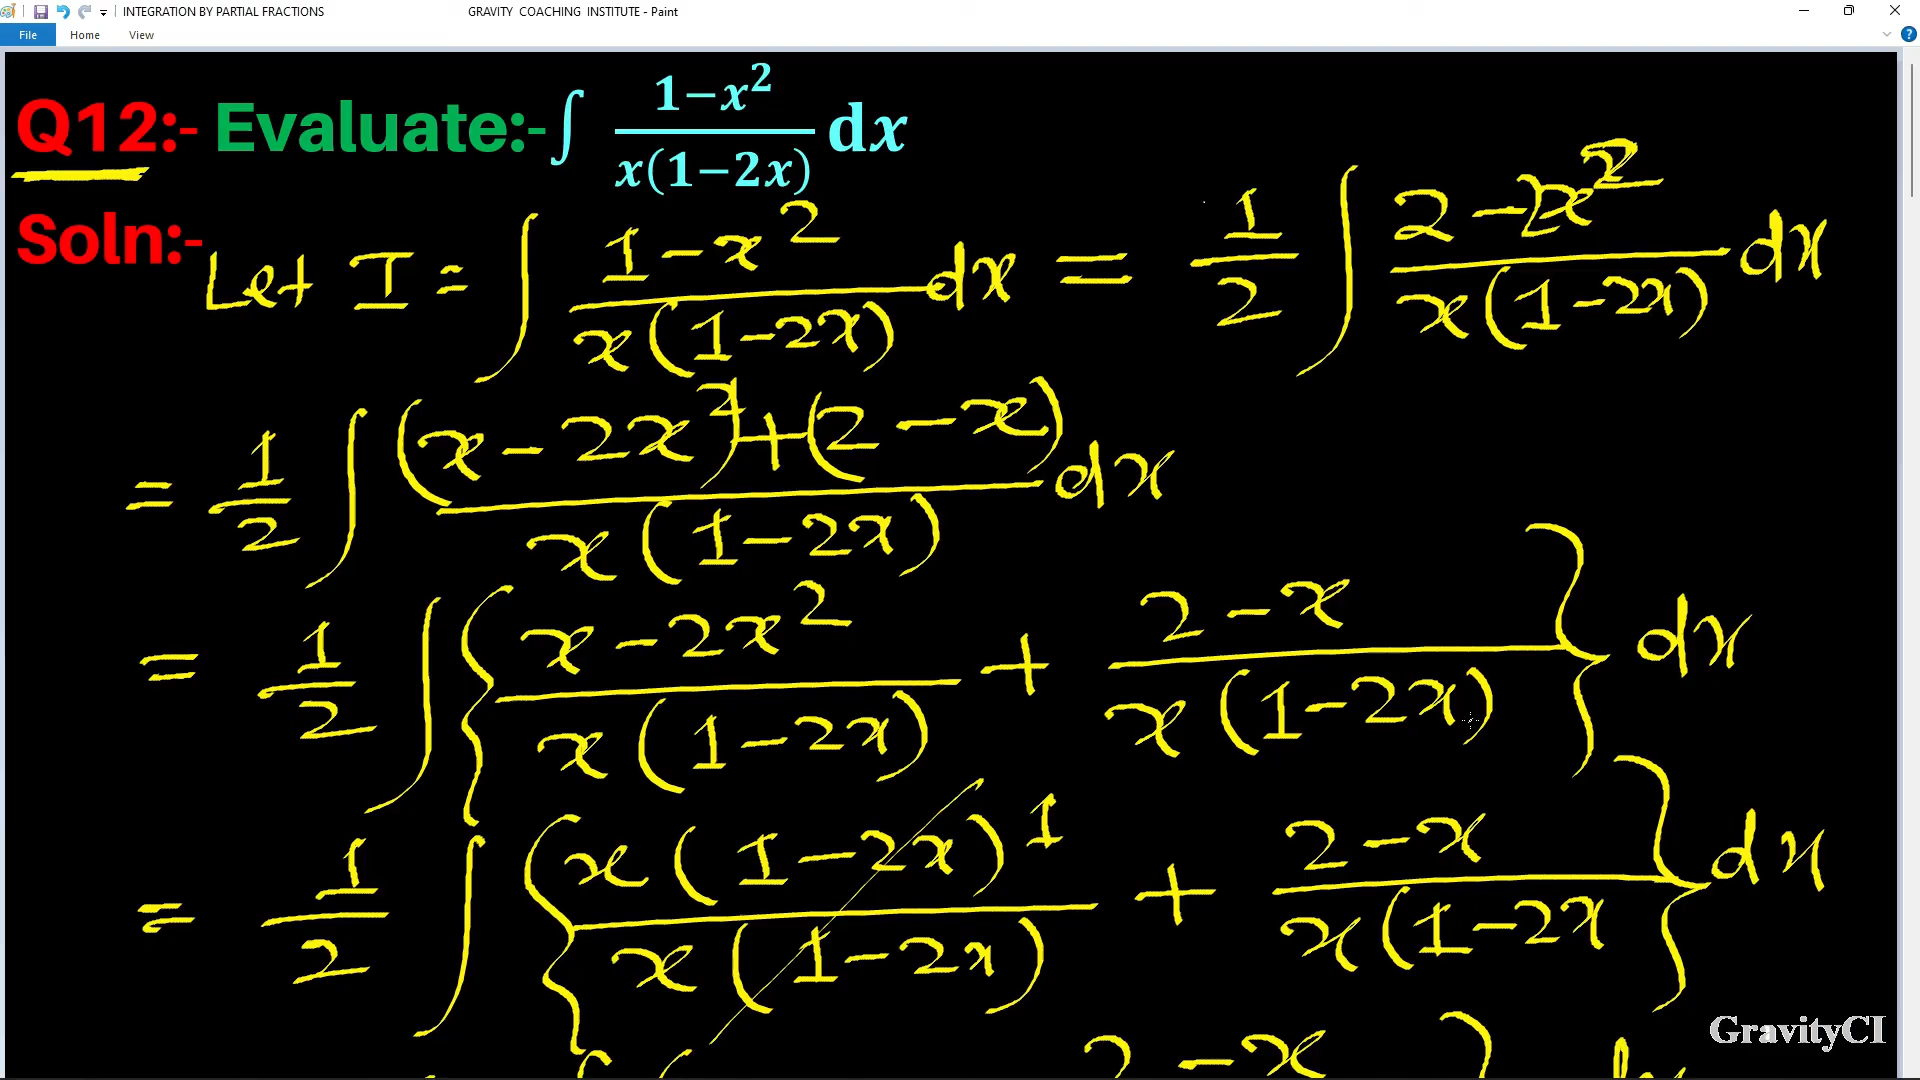 INTEGRATION BY PARTIAL FRACTIONS GRAVITY COACHING INSTITUTE - Paint
File Home View
Q12:- Evaluate:- ∫ (1−x²)/(x(1−2x)) dx
Soln:- Let I = ∫ (1−x²)/(x(1−2x)) dx = 1/2 ∫ (2−2x²)/(x(1−2x)) dx
= 1/2 ∫ ((x−2x²)+(2−x))/(x(1−2x)) dx
= 1/2 ∫ { (x−2x²)/(x(1−2x)) + (2−x)/(x(1−2x)) } dx
= 1/2 ∫ { x(1−2x) 1/(x(1−2x)) + (2−x)/(x(1−2x } dx
2−x } dx
GravityCI